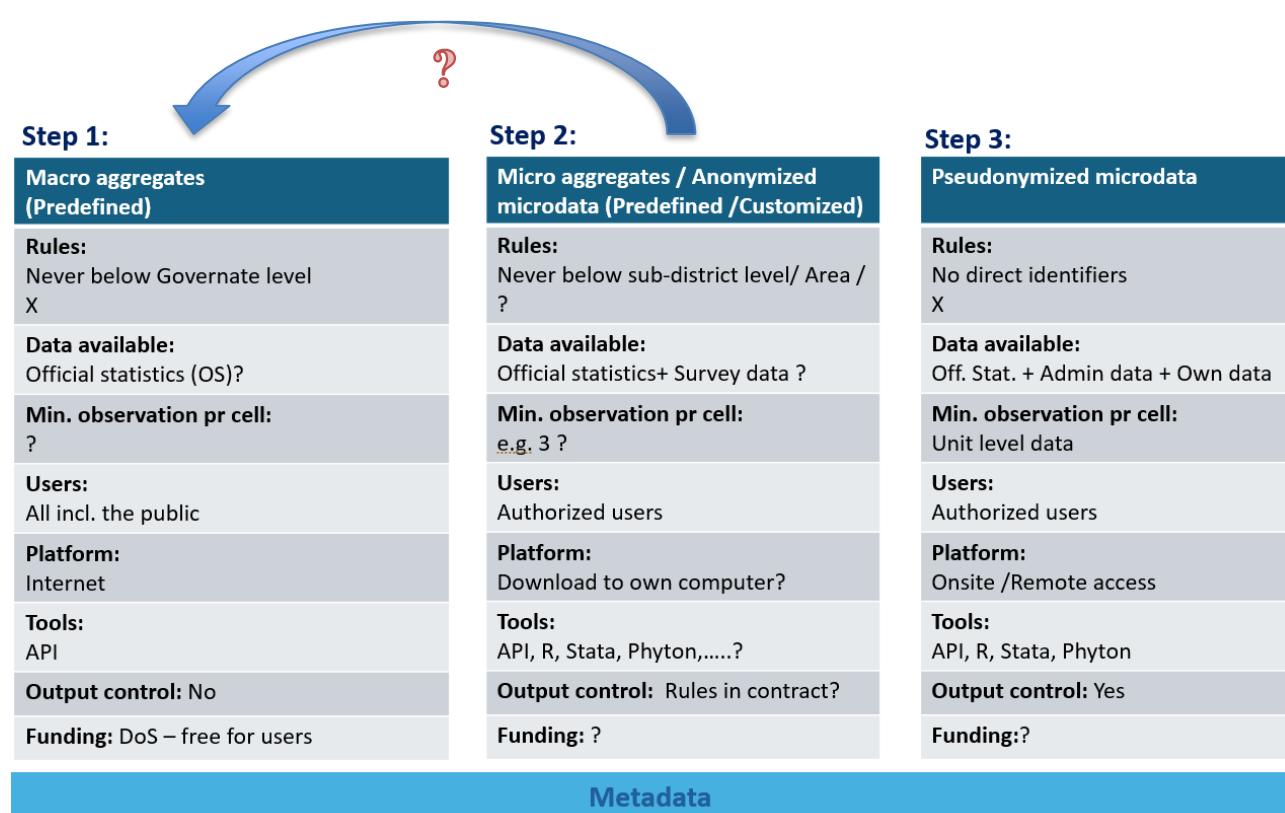 ?
Step 1:
Macro aggregates
(Predefined)
Rules:
Never below Governate level
X
Data available:
Official statistics (OS)?
Min. observation pr cell:
?
Users:
All incl. the public
Platform:
Internet
Tools:
API
Output control: No
Funding: DoS – free for users
Step 2:
Micro aggregates / Anonymized
microdata (Predefined /Customized)
Rules:
Never below sub-district level/ Area /
?
Data available:
Official statistics+ Survey data ?
Min. observation pr cell:
e.g. 3 ?
Users:
Authorized users
Platform:
Download to own computer?
Tools:
API, R, Stata, Phyton,.....?
Output control: Rules in contract?
Funding: ?
Step 3:
Pseudonymized microdata
Rules:
No direct identifiers
X
Data available:
Off. Stat. + Admin data + Own data
Min. observation pr cell:
Unit level data
Users:
Authorized users
Platform:
Onsite /Remote access
Tools:
API, R, Stata, Phyton
Output control: Yes
Funding:?
Metadata